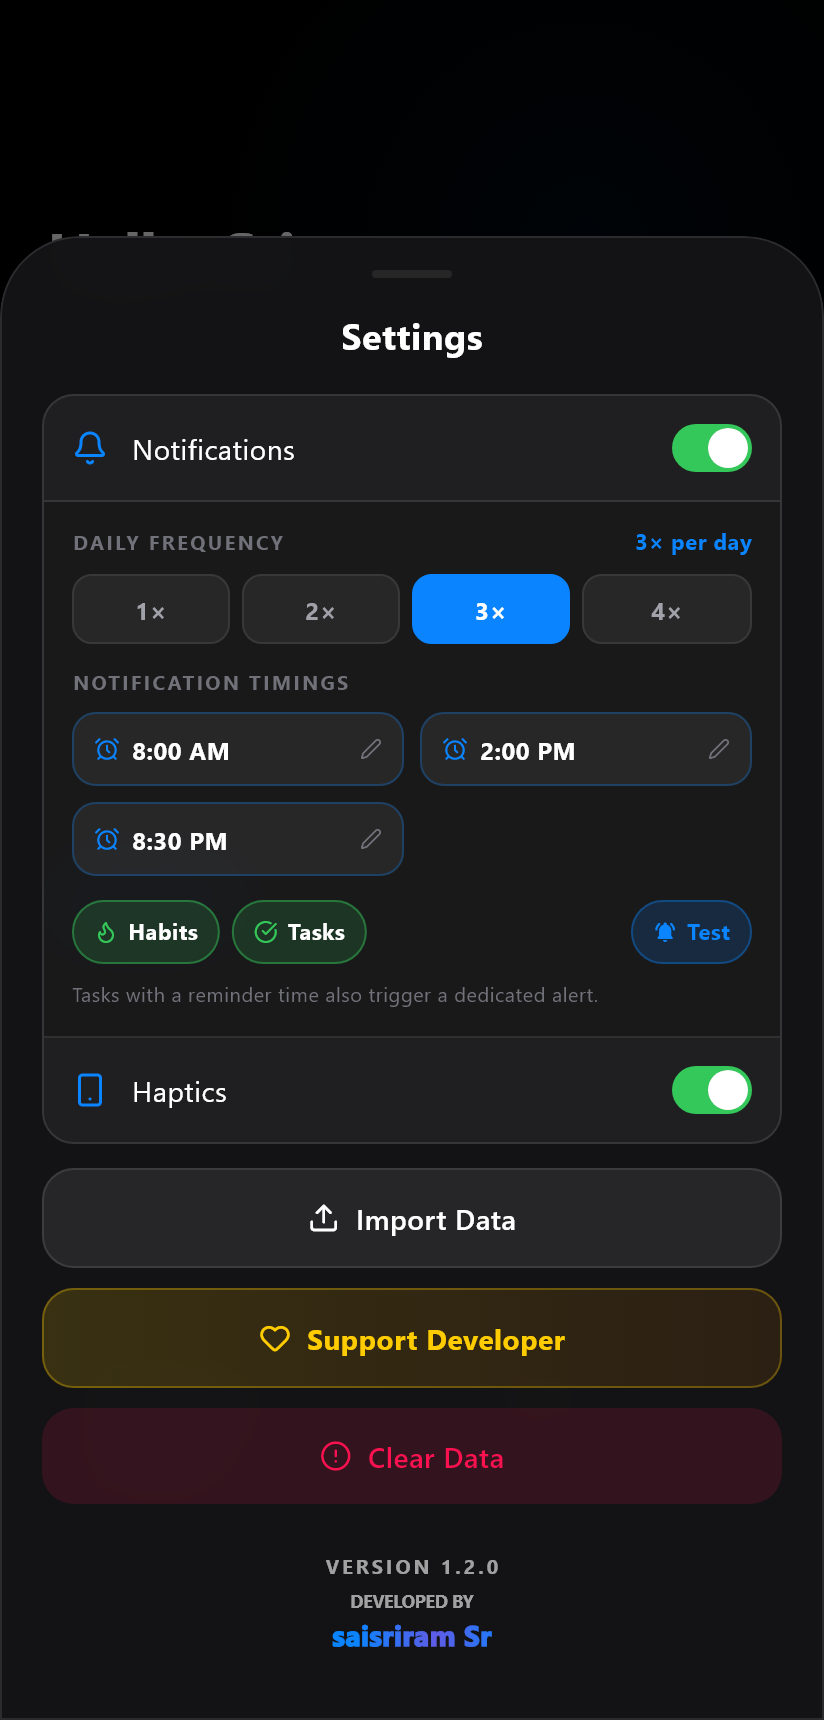 Settings
Notifications
DAILY FREQUENCY 3× per day
1× 2× 3× 4×
NOTIFICATION TIMINGS
8:00 AM 2:00 PM
8:30 PM
Habits Tasks Test
Tasks with a reminder time also trigger a dedicated alert.
Haptics
Import Data
Support Developer
Clear Data
VERSION 1.2.0
DEVELOPED BY
saisriram Sr